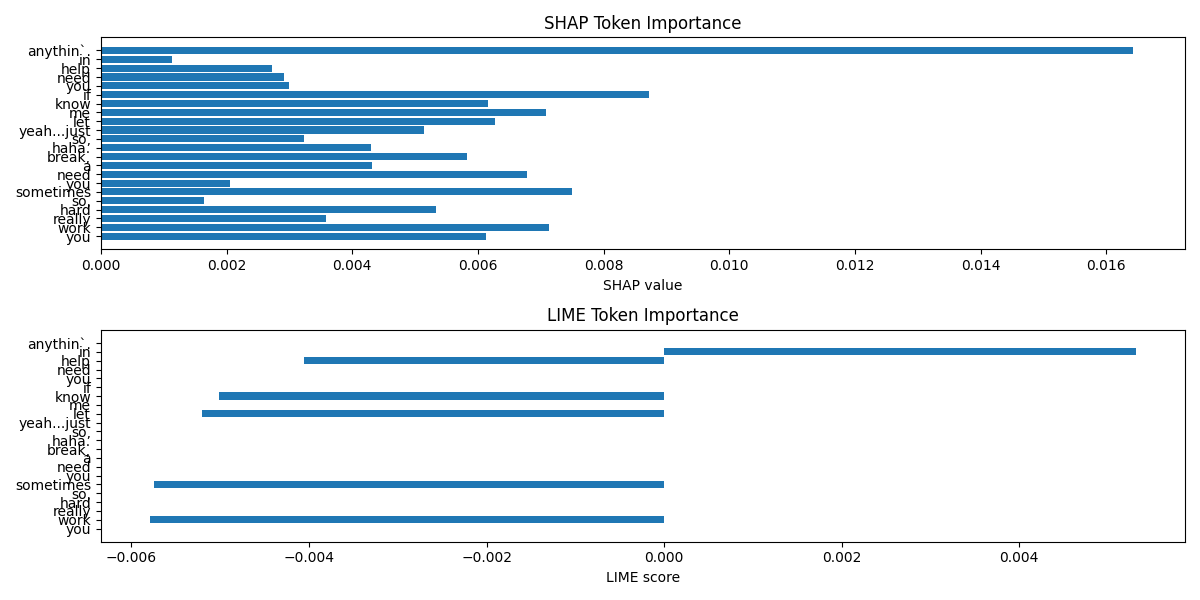 SHAP Token Importance
anythin`.
in
help
need
you
if
know
me
let
yeah...just
so,
haha.
break,
a
need
you
sometimes
so,
hard
really
work
you
0.000 0.002 0.004 0.006 0.008 0.010 0.012 0.014 0.016
SHAP value
LIME Token Importance
anythin`.
in
help
need
you
if
know
me
let
yeah...just
so,
haha.
break,
a
need
you
sometimes
so,
hard
really
work
you
−0.006 −0.004 −0.002 0.000 0.002 0.004
LIME score